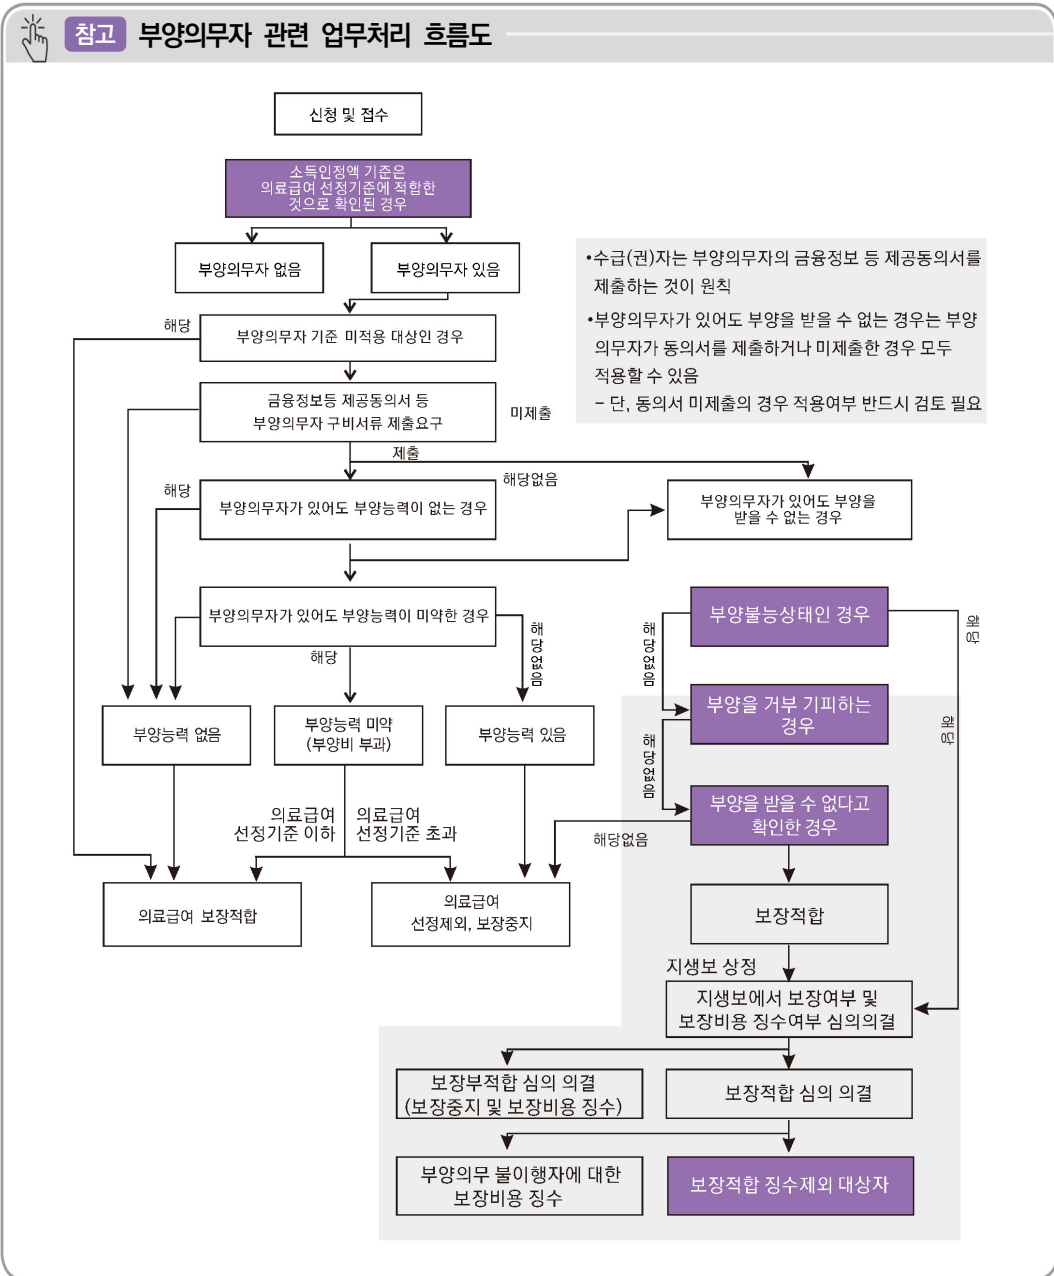 참고 부양의무자 관련 업무처리 흐름도
신청 및 접수
소득인정액 기준은
의료급여 선정기준에 적합한
것으로 확인된 경우
부양의무자 없음
부양의무자 있음
•수급(권)자는 부양의무자의 금융정보 등 제공동의서를
제출하는 것이 원칙
•부양의무자가 있어도 부양을 받을 수 없는 경우는 부양
의무자가 동의서를 제출하거나 미제출한 경우 모두
적용할 수 있음
– 단, 동의서 미제출의 경우 적용여부 반드시 검토 필요
해당
부양의무자 기준 미적용 대상인 경우
금융정보등 제공동의서 등
부양의무자 구비서류 제출요구
미제출
제출
해당없음
해당
부양의무자가 있어도 부양능력이 없는 경우
부양의무자가 있어도 부양을
받을 수 없는 경우
부양의무자가 있어도 부양능력이 미약한 경우
해당
해당없음
부양능력 없음
부양능력 미약
(부양비 부과)
부양능력 있음
의료급여
선정기준 이하
의료급여
선정기준 초과
의료급여 보장적합
의료급여
선정제외, 보장중지
부양불능상태인 경우
해당없음
해당
부양을 거부 기피하는
경우
해당없음
해당
부양을 받을 수 없다고
확인한 경우
해당없음
보장적합
지생보 상정
지생보에서 보장여부 및
보장비용 징수여부 심의의결
보장부적합 심의 의결
(보장중지 및 보장비용 징수)
보장적합 심의 의결
부양의무 불이행자에 대한
보장비용 징수
보장적합 징수제외 대상자